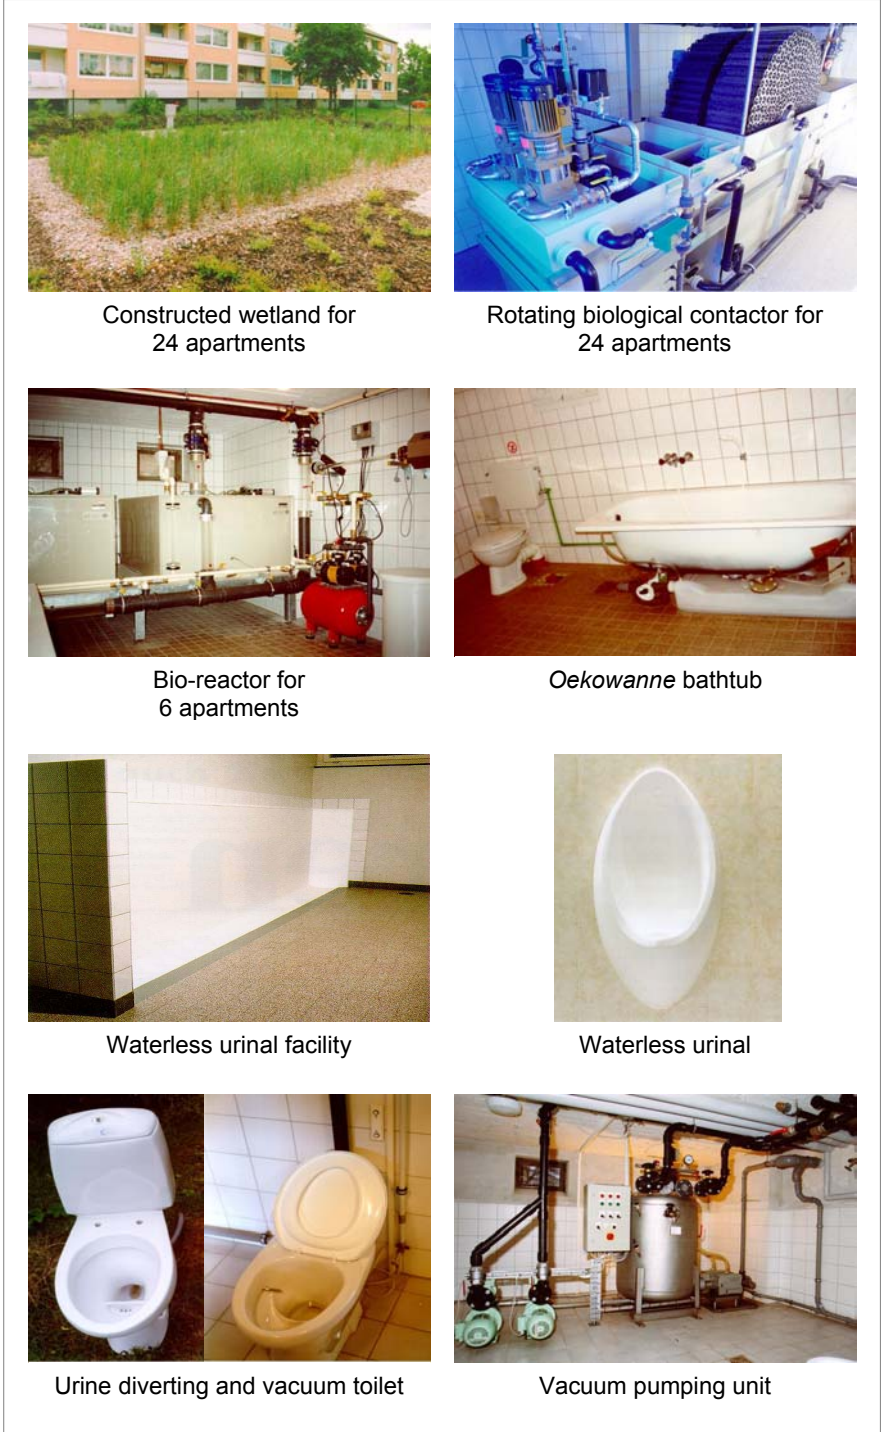 Constructed wetland for
24 apartments
Rotating biological contactor for
24 apartments
Bio-reactor for
6 apartments
Oekowanne bathtub
Waterless urinal facility
Waterless urinal
Urine diverting and vacuum toilet
Vacuum pumping unit